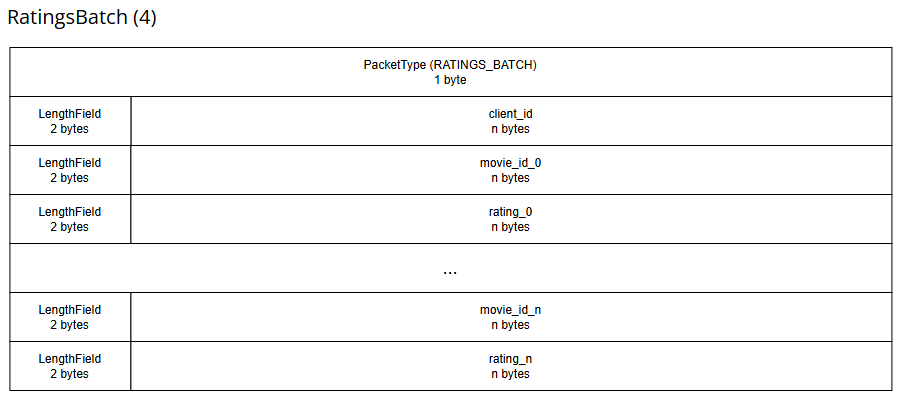 RatingsBatch (4)
PacketType (RATINGS_BATCH)
1 byte
LengthField
2 bytes
client_id
n bytes
LengthField
2 bytes
movie_id_0
n bytes
LengthField
2 bytes
rating_0
n bytes
...
LengthField
2 bytes
movie_id_n
n bytes
LengthField
2 bytes
rating_n
n bytes